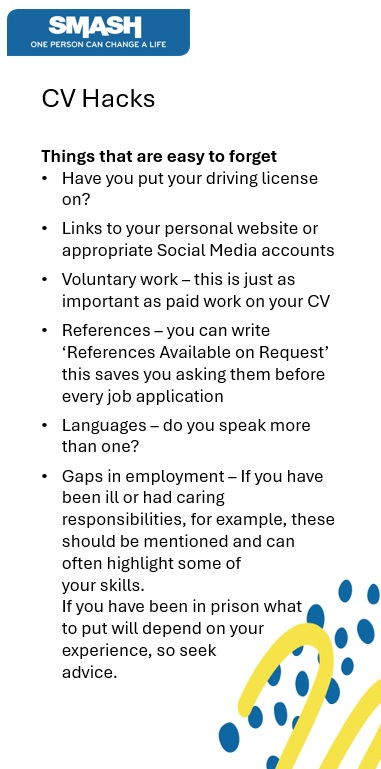 SMASH
ONE PERSON CAN CHANGE A LIFE
CV Hacks
Things that are easy to forget
• Have you put your driving license
on?
• Links to your personal website or
appropriate Social Media accounts
• Voluntary work – this is just as
important as paid work on your CV
• References – you can write
‘References Available on Request’
this saves you asking them before
every job application
• Languages – do you speak more
than one?
• Gaps in employment – If you have
been ill or had caring
responsibilities, for example, these
should be mentioned and can
often highlight some of
your skills.
If you have been in prison what
to put will depend on your
experience, so seek
advice.